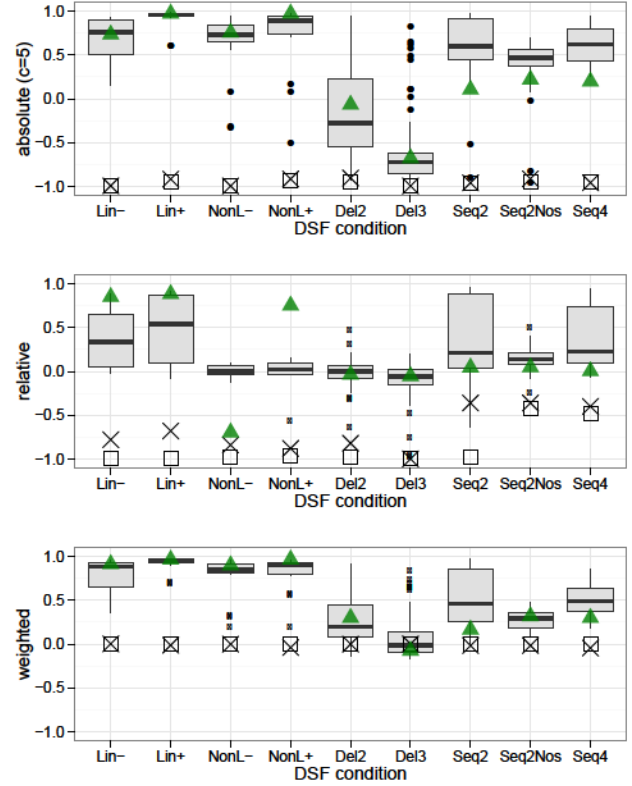 absolute (c=5)
1.0
0.5
0.0
−0.5
−1.0
Lin− Lin+ NonL− NonL+ Del2 Del3 Seq2 Seq2Nos Seq4
DSF condition
relative
1.0
0.5
0.0
−0.5
−1.0
Lin− Lin+ NonL− NonL+ Del2 Del3 Seq2 Seq2Nos Seq4
DSF condition
weighted
1.0
0.5
0.0
−0.5
−1.0
Lin− Lin+ NonL− NonL+ Del2 Del3 Seq2 Seq2Nos Seq4
DSF condition